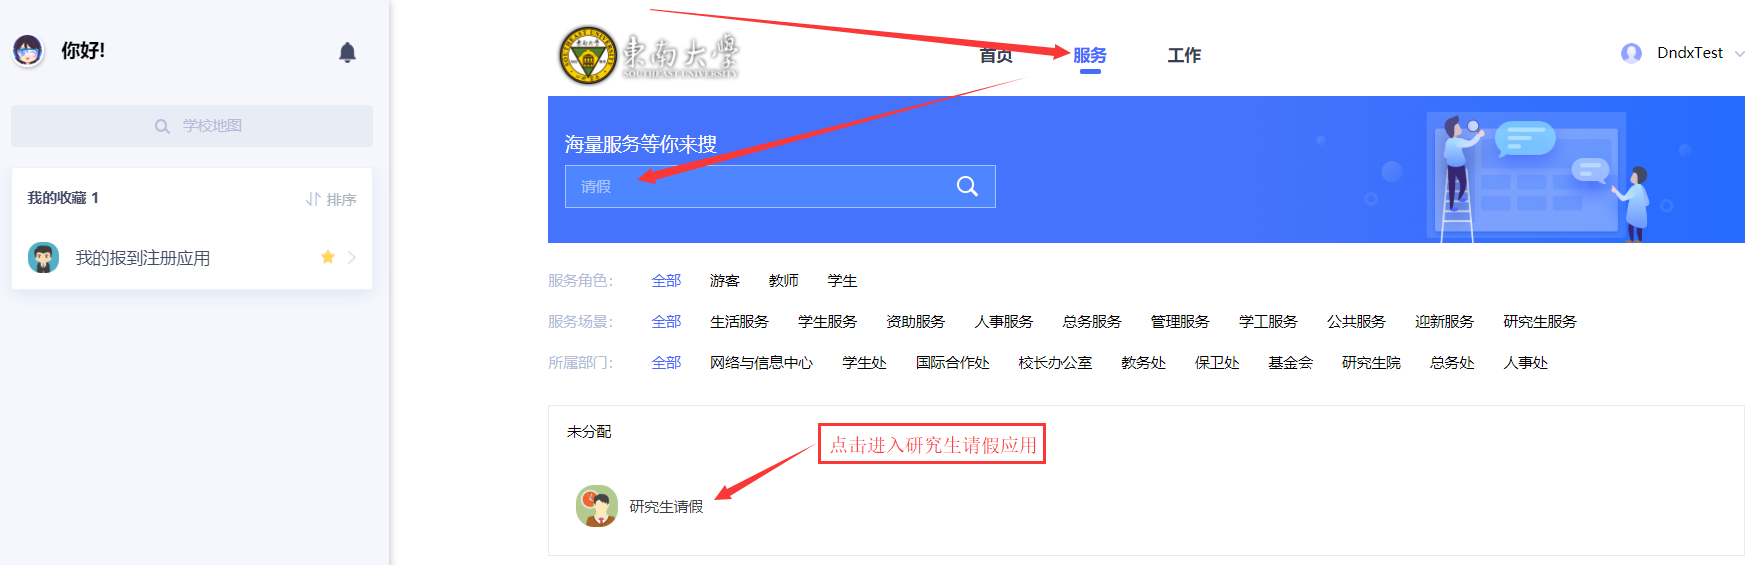 你好!
学校地图
我的收藏 1
排序
我的报到注册应用
東南大學
SOUTHEAST UNIVERSITY
首页 服务 工作
DndxTest
海量服务等你来搜
请假
服务角色: 全部 游客 教师 学生
服务场景: 全部 生活服务 学生服务 资助服务 人事服务 总务服务 管理服务 学工服务 公共服务 迎新服务 研究生服务
所属部门: 全部 网络与信息中心 学生处 国际合作处 校长办公室 教务处 保卫处 基金会 研究生院 总务处 人事处
未分配
点击进入研究生请假应用
研究生请假